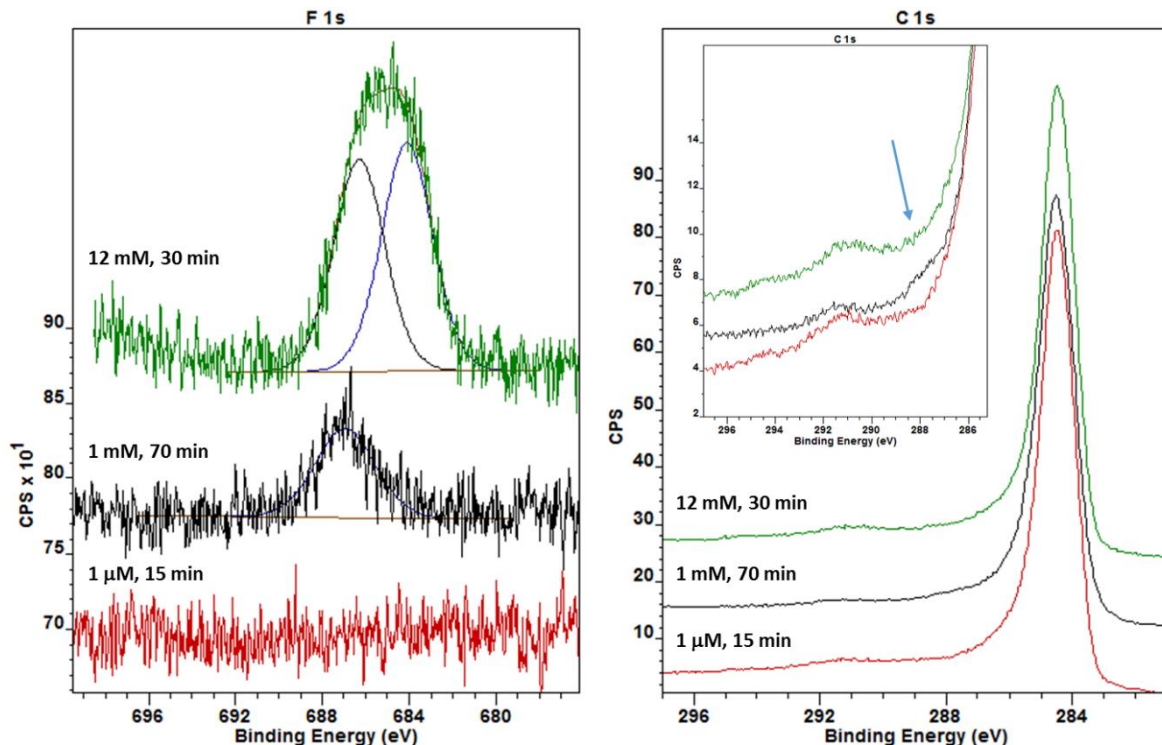 F 1s
12 mM, 30 min
1 mM, 70 min
1 µM, 15 min
CPS x 10¹
90
85
80
75
70
696
692
688
684
680
Binding Energy (eV)
C 1s
C 1s
CPS
14
12
10
8
6
4
2
296
294
292
290
288
286
Binding Energy (eV)
12 mM, 30 min
1 mM, 70 min
1 µM, 15 min
CPS
90
80
70
60
50
40
30
20
10
296
292
288
284
Binding Energy (eV)